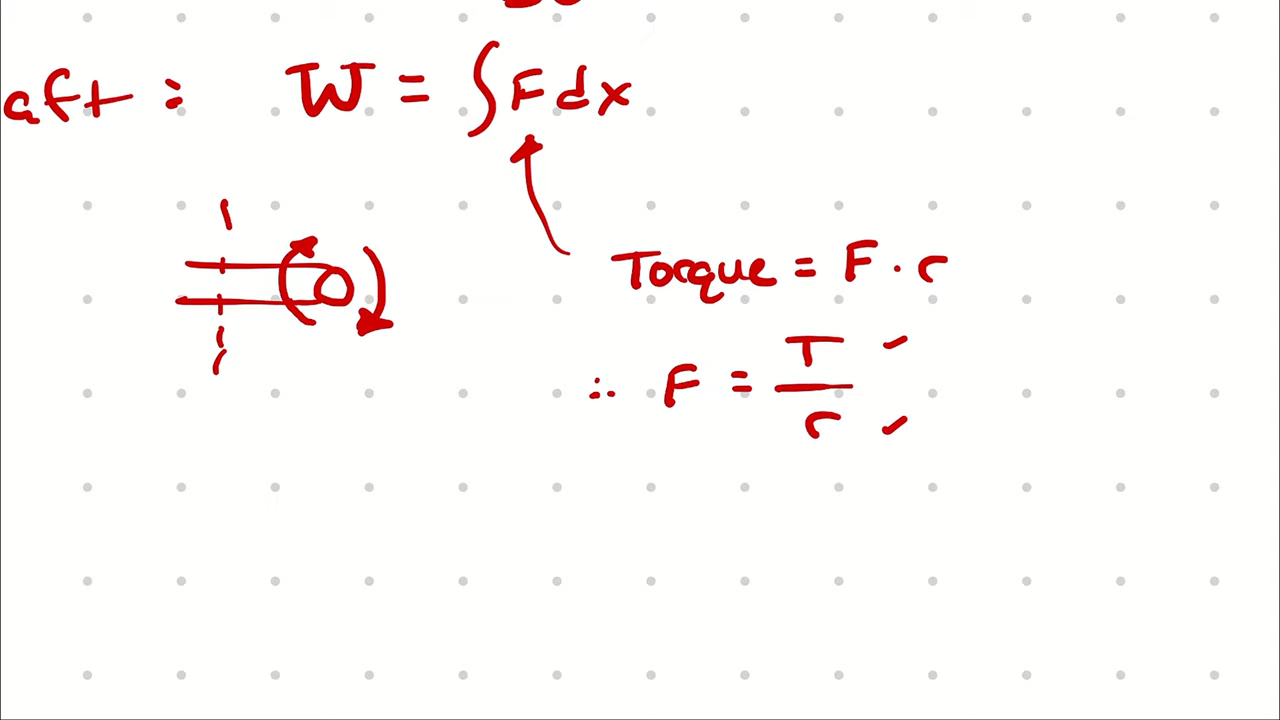 aft : W = ∫ F dx
Torque = F · r
∴ F = T / r